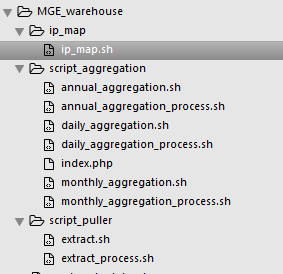 MGE_warehouse
ip_map
ip_map.sh
script_aggregation
annual_aggregation.sh
annual_aggregation_process.sh
daily_aggregation.sh
daily_aggregation_process.sh
index.php
monthly_aggregation.sh
monthly_aggregation_process.sh
script_puller
extract.sh
extract_process.sh